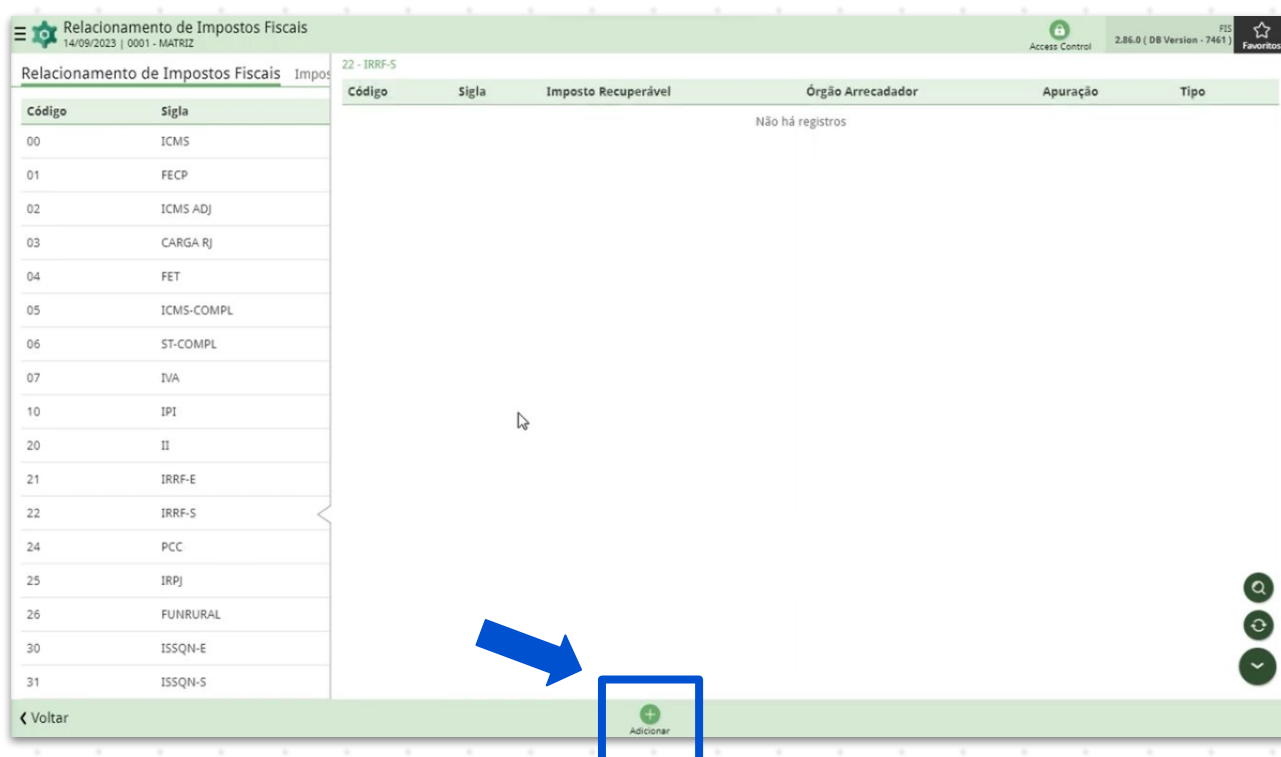 Relacionamento de Impostos Fiscais
14/09/2023 | 0001 - MATRIZ
Access Control
FIS
2.86.0 ( DB Version - 7461 )
Favoritos
Relacionamento de Impostos Fiscais Impos
Código Sigla
00 ICMS
01 FECP
02 ICMS ADJ
03 CARGA RJ
04 FET
05 ICMS-COMPL
06 ST-COMPL
07 IVA
10 IPI
20 II
21 IRRF-E
22 IRRF-S
24 PCC
25 IRPJ
26 FUNRURAL
30 ISSQN-E
31 ISSQN-S
22 - IRRF-S
Código Sigla Imposto Recuperável Órgão Arrecadador Apuração Tipo
Não há registros
Voltar
Adicionar